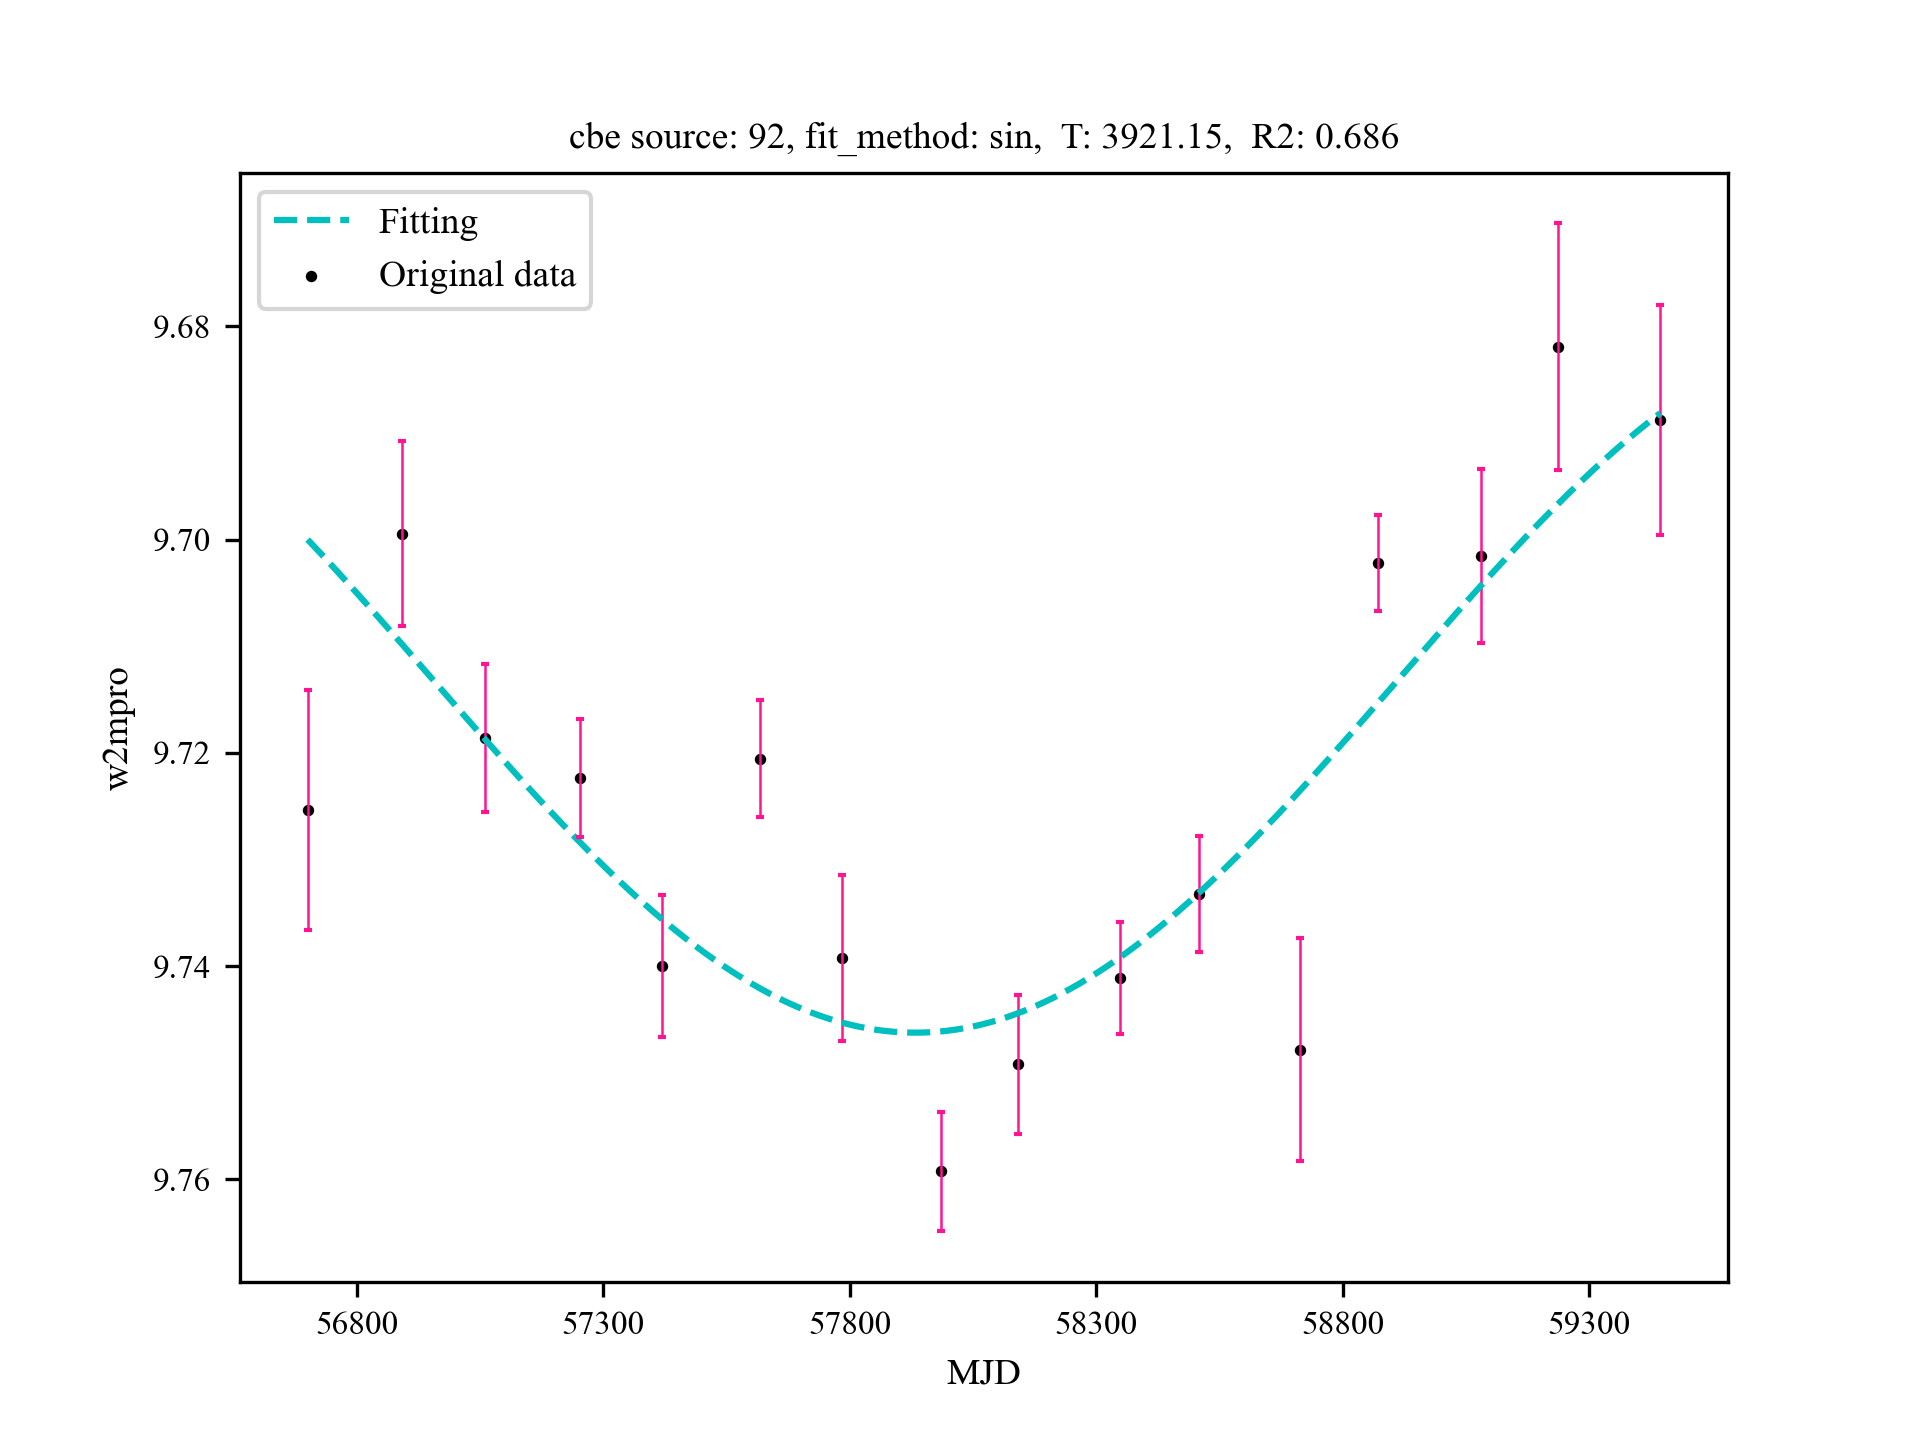 cbe source: 92, fit_method: sin,  T: 3921.15,  R2: 0.686
Fitting
Original data
9.68
9.70
9.72
9.74
9.76
w2mpro
56800 57300 57800 58300 58800 59300
MJD